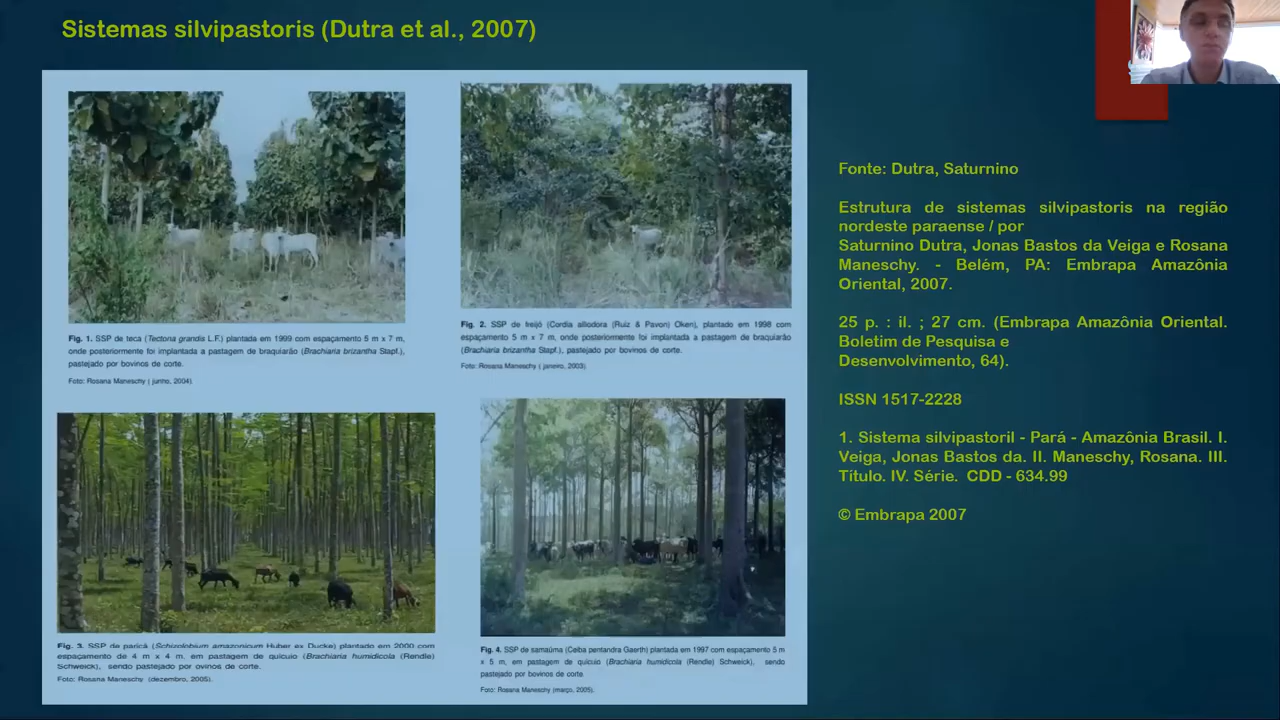 Sistemas silvipastoris (Dutra et al., 2007)
Fig. 1. SSP de teca (Tectona grandis L.F.) plantada em 1999 com espaçamento 5 m x 7 m,
onde posteriormente foi implantada a pastagem de braquiarão (Brachiaria brizantha Stapf.),
pastejado por bovinos de corte.
Foto: Rosana Maneschy ( junho, 2004).
Fig. 2. SSP de freijó (Cordia alliodora (Ruiz & Pavon) Oken), plantado em 1998 com
espaçamento 5 m x 7 m, onde posteriormente foi implantada a pastagem de braquiarão
(Brachiaria brizantha Stapf.), pastejado por bovinos de corte.
Foto: Rosana Maneschy ( janeiro, 2003)
Fig. 3. SSP de paricá (Schizolobium amazonicum Huber ex Ducke) plantado em 2000 com
espaçamento de 4 m x 4 m, em pastagem de quicuio (Brachiaria humidicola (Rendle)
Schweick), sendo pastejado por ovinos de corte.
Foto: Rosana Maneschy (dezembro, 2005).
Fig. 4. SSP de samaúma (Ceiba pentandra Gaerth) plantada em 1997 com espaçamento 5 m
x 5 m, em pastagem de quicuio (Brachiaria humidicola (Rendle) Schweick), sendo
pastejado por bovinos de corte.
Foto: Rosana Maneschy (março, 2005).
Fonte: Dutra, Saturnino
Estrutura de sistemas silvipastoris na região
nordeste paraense / por
Saturnino Dutra, Jonas Bastos da Veiga e Rosana
Maneschy. - Belém, PA: Embrapa Amazônia
Oriental, 2007.
25 p. : il. ; 27 cm. (Embrapa Amazônia Oriental.
Boletim de Pesquisa e
Desenvolvimento, 64).
ISSN 1517-2228
1. Sistema silvipastoril - Pará - Amazônia Brasil. I.
Veiga, Jonas Bastos da. II. Maneschy, Rosana. III.
Título. IV. Série. CDD - 634.99
© Embrapa 2007